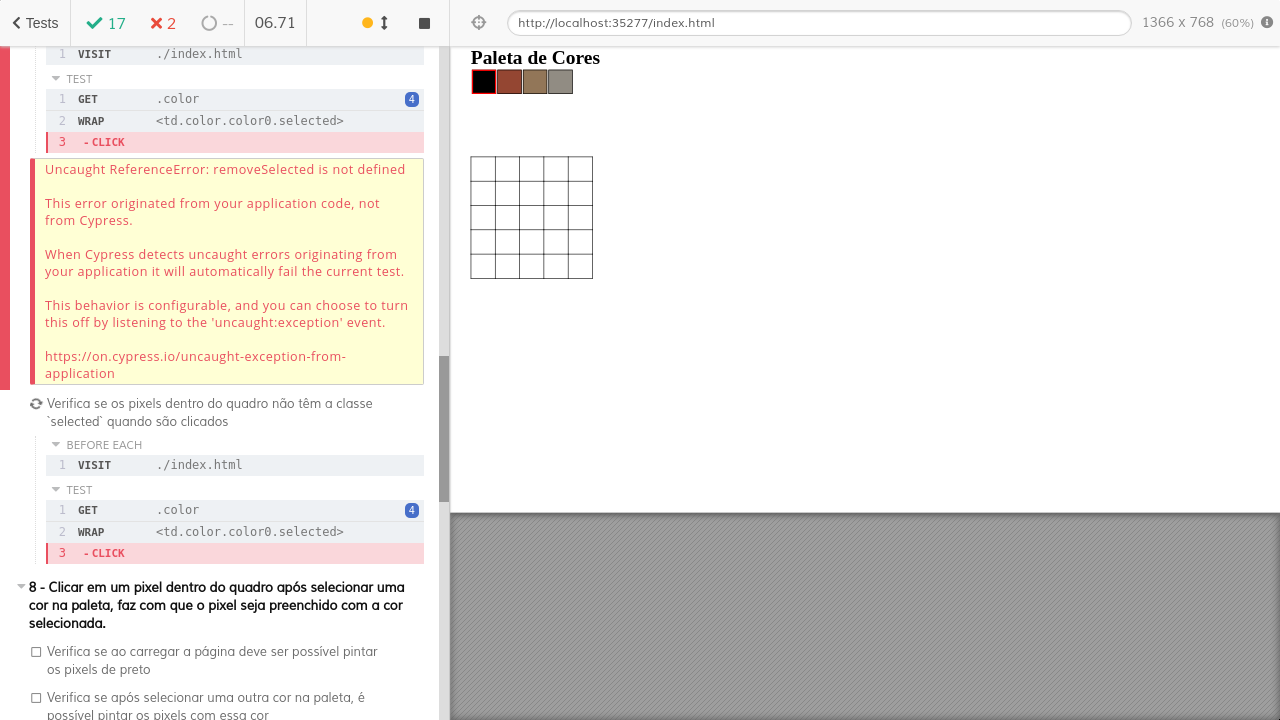 Tests 17 2 -- 06.71 http://localhost:35277/index.html 1366 x 768 (60%)
1 VISIT ./index.html
TEST
1 GET .color 4
2 WRAP <td.color.color0.selected>
3 - CLICK
Uncaught ReferenceError: removeSelected is not defined
This error originated from your application code, not
from Cypress.
When Cypress detects uncaught errors originating from
your application it will automatically fail the current test.
This behavior is configurable, and you can choose to turn
this off by listening to the 'uncaught:exception' event.
https://on.cypress.io/uncaught-exception-from-
application
Verifica se os pixels dentro do quadro não têm a classe
`selected` quando são clicados
BEFORE EACH
1 VISIT ./index.html
TEST
1 GET .color 4
2 WRAP <td.color.color0.selected>
3 - CLICK
8 - Clicar em um pixel dentro do quadro após selecionar uma
cor na paleta, faz com que o pixel seja preenchido com a cor
selecionada.
Verifica se ao carregar a página deve ser possível pintar
os pixels de preto
Verifica se após selecionar uma outra cor na paleta, é
possível pintar os pixels com essa cor
Paleta de Cores